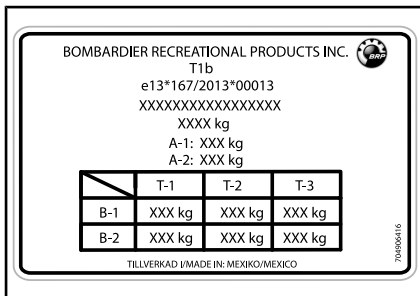 BOMBARDIER RECREATIONAL PRODUCTS INC.
BRP
T1b
e13*167/2013*00013
XXXXXXXXXXXXXXXXX
XXXX kg
A-1: XXX kg
A-2: XXX kg
T-1 T-2 T-3
B-1 XXX kg XXX kg XXX kg
B-2 XXX kg XXX kg XXX kg
TILLVERKAD I/MADE IN: MEXIKO/MEXICO
704906416